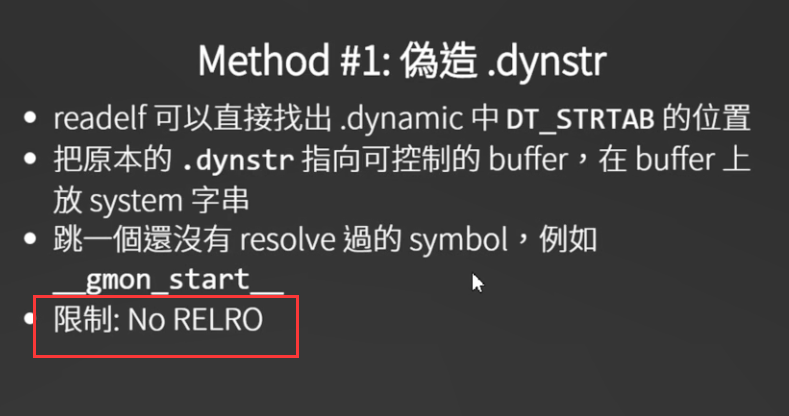 Method #1: 偽造 .dynstr
• readelf 可以直接找出 .dynamic 中 DT_STRTAB 的位置
• 把原本的 .dynstr 指向可控制的 buffer,在 buffer 上
放 system 字串
• 跳一個還沒有 resolve 過的 symbol,例如
__gmon_start__
• 限制: No RELRO